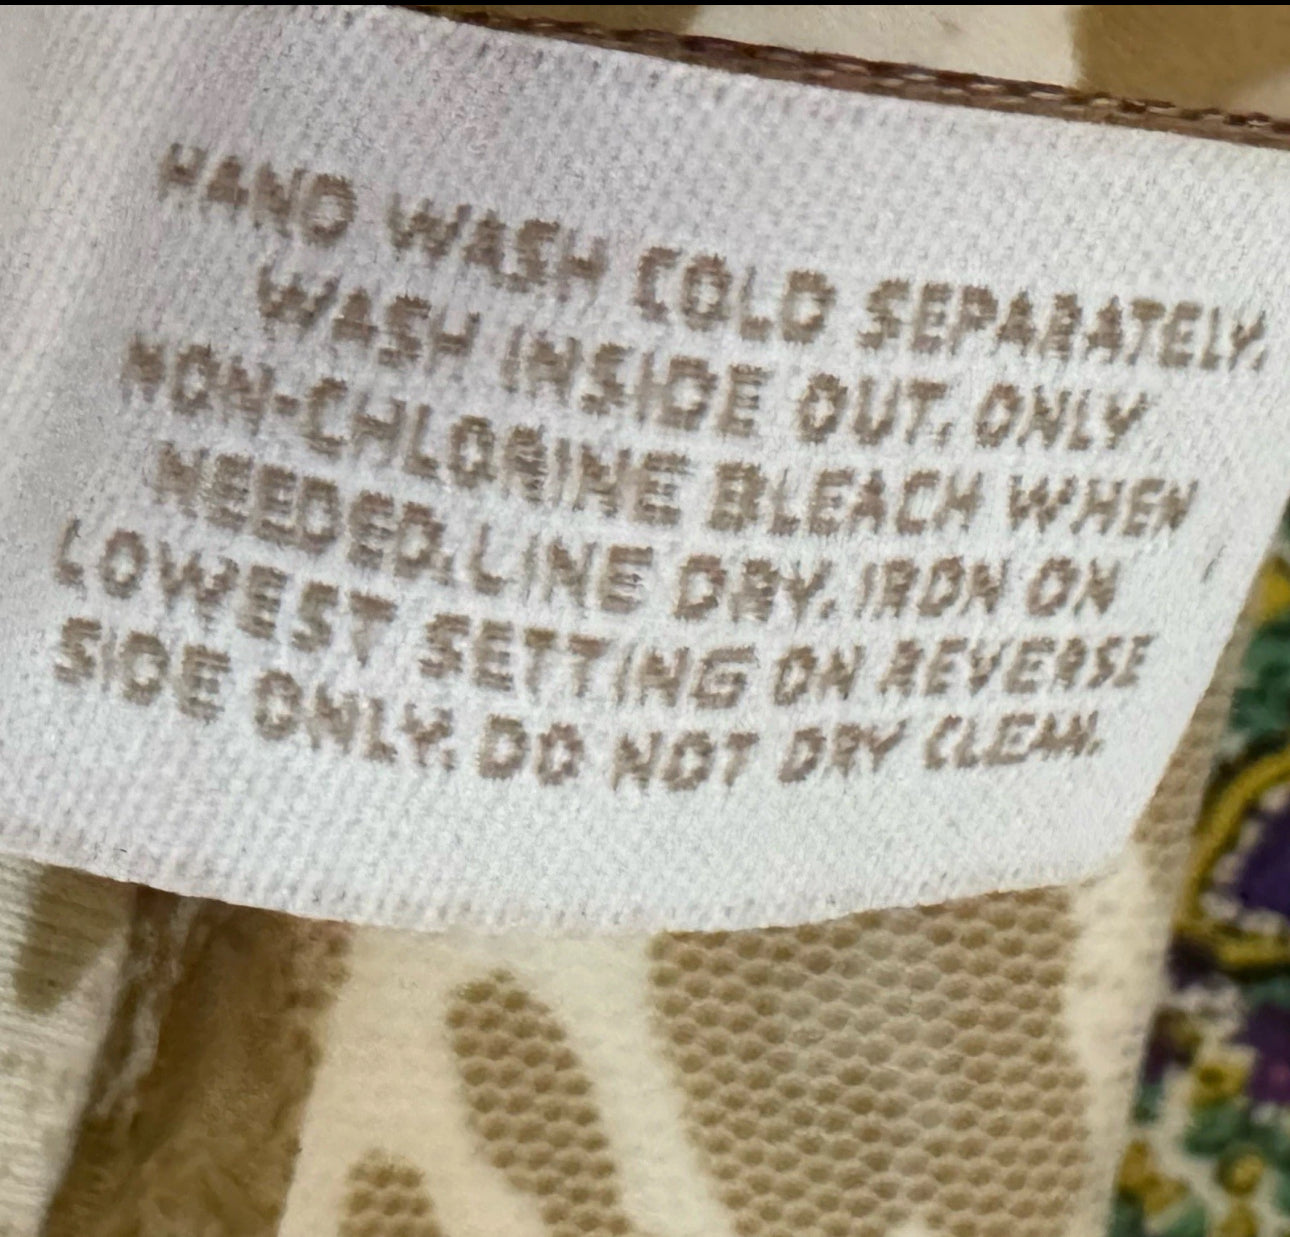 HAND WASH COLD SEPARATELY.
WASH INSIDE OUT. ONLY
NON-CHLORINE BLEACH WHEN
NEEDED. LINE DRY. IRON ON
LOWEST SETTING ON REVERSE
SIDE ONLY. DO NOT DRY CLEAN.